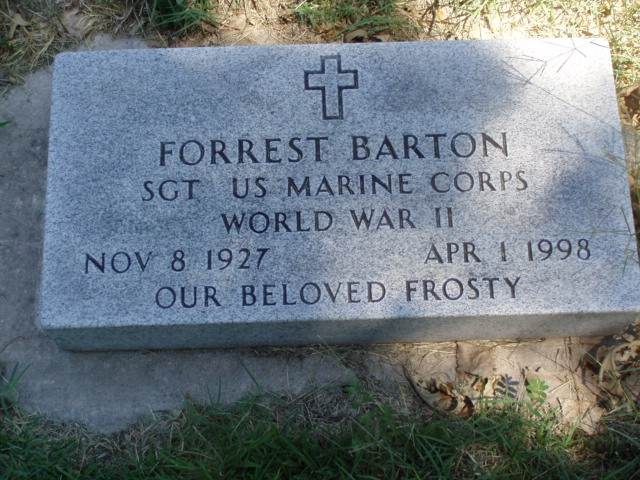 FORREST BARTON
SGT US MARINE CORPS
WORLD WAR II
NOV 8 1927 APR 1 1998
OUR BELOVED FROSTY